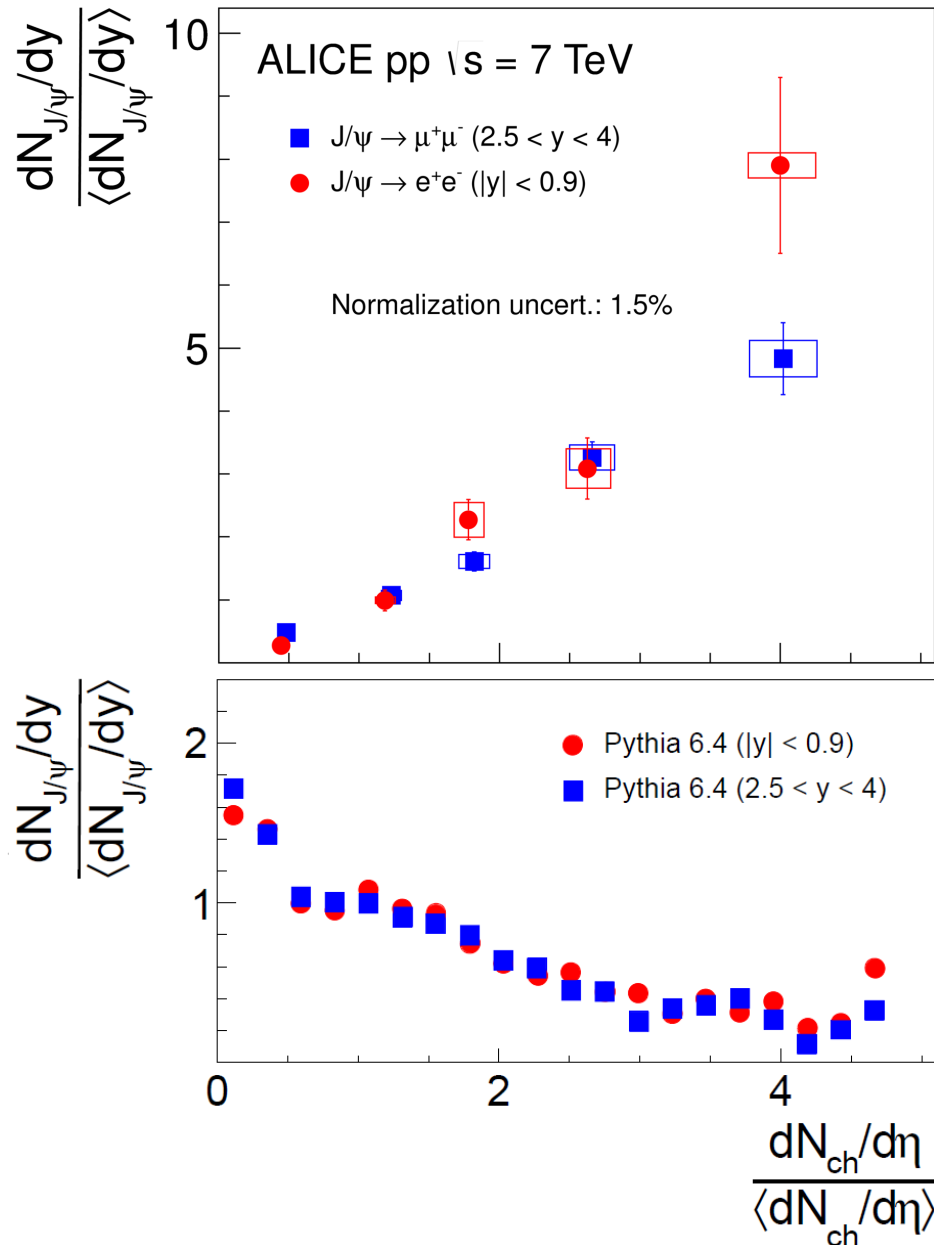 dN_J/ψ/dy
⟨dN_J/ψ/dy⟩
10
5
ALICE pp √s = 7 TeV
J/ψ → μ⁺μ⁻ (2.5 < y < 4)
J/ψ → e⁺e⁻ (|y| < 0.9)
Normalization uncert.: 1.5%
dN_J/ψ/dy
⟨dN_J/ψ/dy⟩
2
1
Pythia 6.4 (|y| < 0.9)
Pythia 6.4 (2.5 < y < 4)
0 2 4
dN_ch/dη
⟨dN_ch/dη⟩